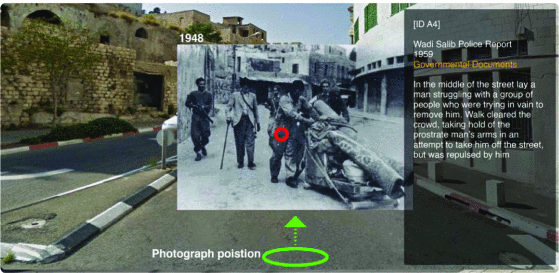 1948
[ID A4]
Wadi Salib Police Report
1959
Governmental Documents
In the middle of the street lay a
man struggling with a group of
people who were trying in vain to
remove him. Walk cleared the
crowd, taking hold of the
prostrate man's arms in an
attempt to take him off the street,
but was repulsed by him
Photograph poistion